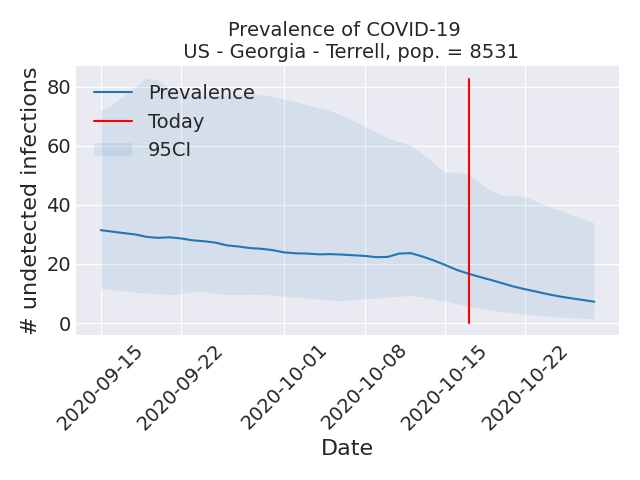 Prevalence of COVID-19
US - Georgia - Terrell, pop. = 8531
# undetected infections
80
60
40
20
0
Prevalence
Today
95CI
2020-09-15
2020-09-22
2020-10-01
2020-10-08
2020-10-15
2020-10-22
Date